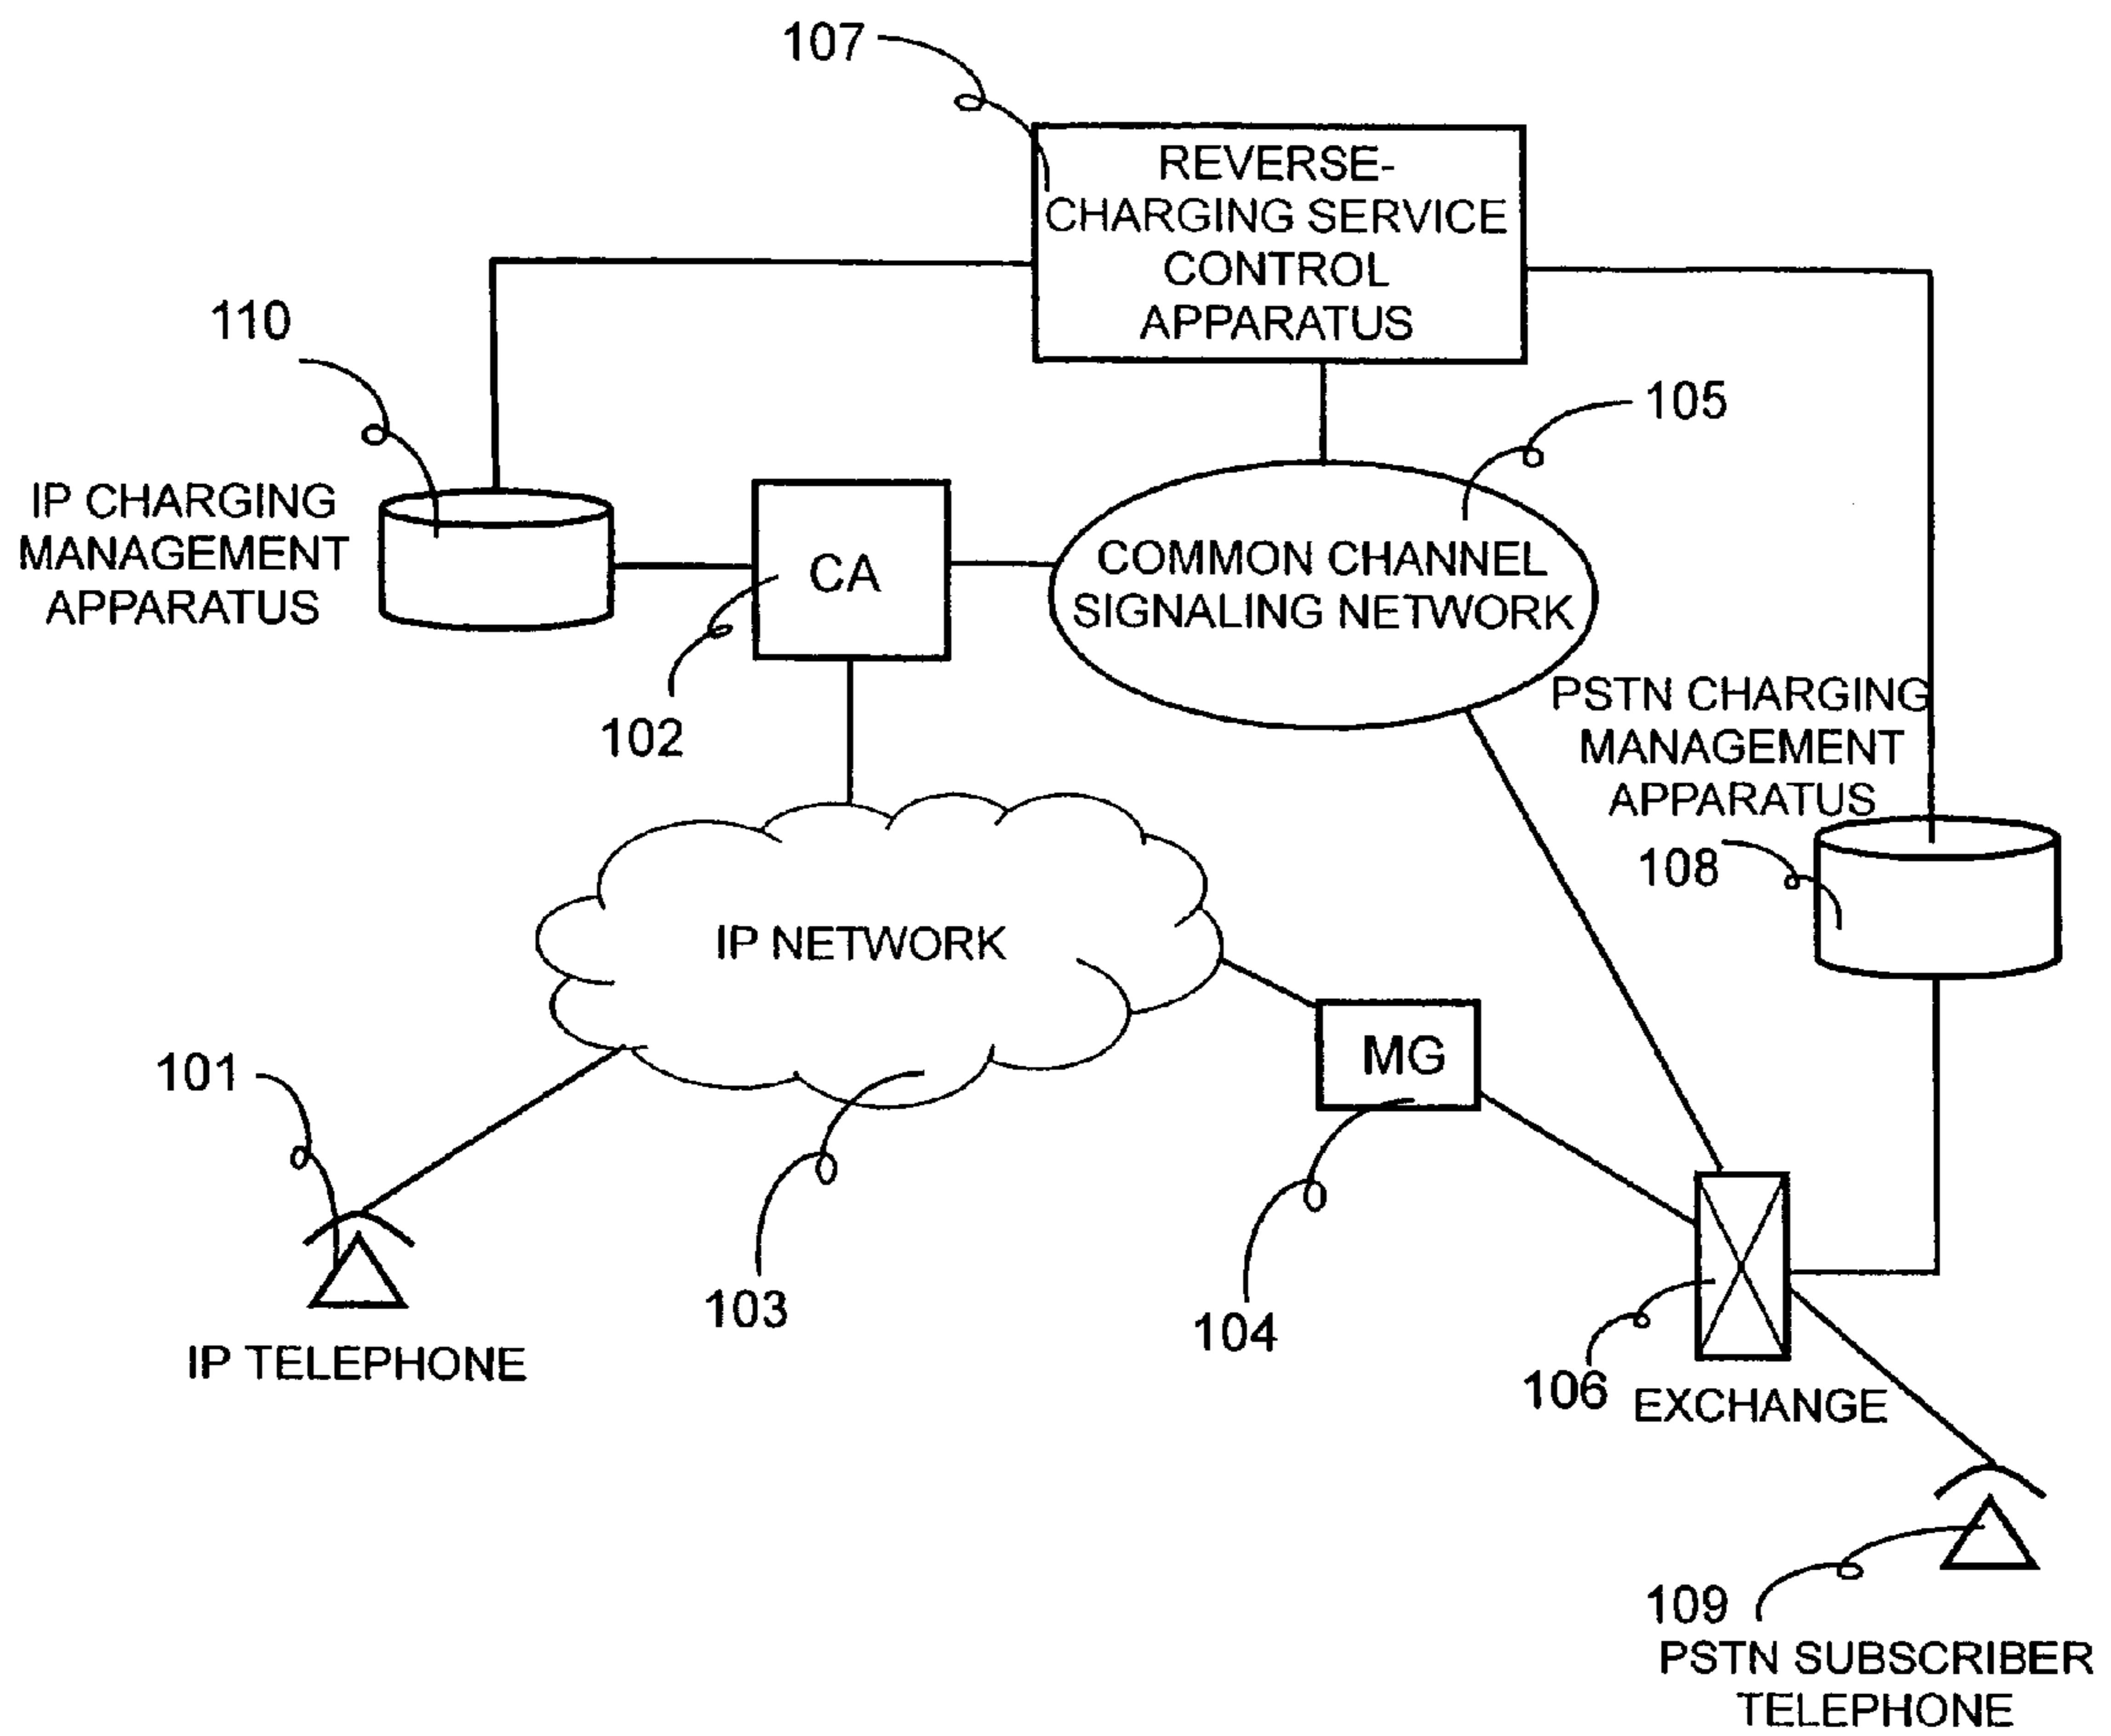 107
REVERSE-
CHARGING SERVICE
CONTROL
APPARATUS
110
105
IP CHARGING
MANAGEMENT
APPARATUS
CA
COMMON CHANNEL
SIGNALING NETWORK
102
PSTN CHARGING
MANAGEMENT
APPARATUS
108
IP NETWORK
MG
101
103
104
IP TELEPHONE
106
EXCHANGE
109
PSTN SUBSCRIBER
TELEPHONE